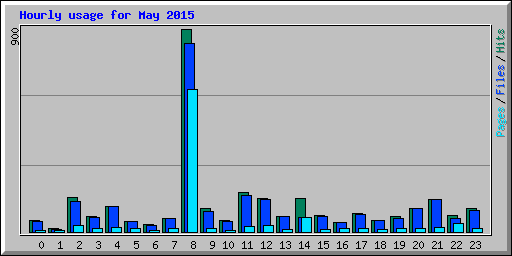 Hourly usage for May 2015
900
Pages / Files / Hits
0 1 2 3 4 5 6 7 8 9 10 11 12 13 14 15 16 17 18 19 20 21 22 23